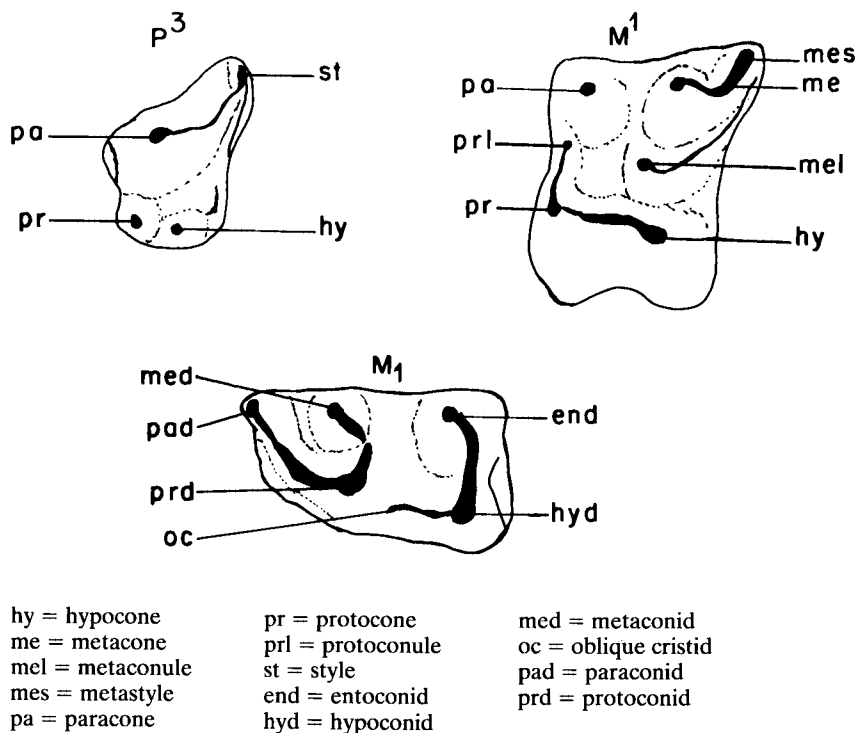 P3
st
pa
pr
hy
M1
mes
pa
me
prl
mel
pr
hy
M1
med
end
pad
prd
hyd
oc
hy = hypocone
me = metacone
mel = metaconule
mes = metastyle
pa = paracone
pr = protocone
prl = protoconule
st = style
end = entoconid
hyd = hypoconid
med = metaconid
oc = oblique cristid
pad = paraconid
prd = protoconid